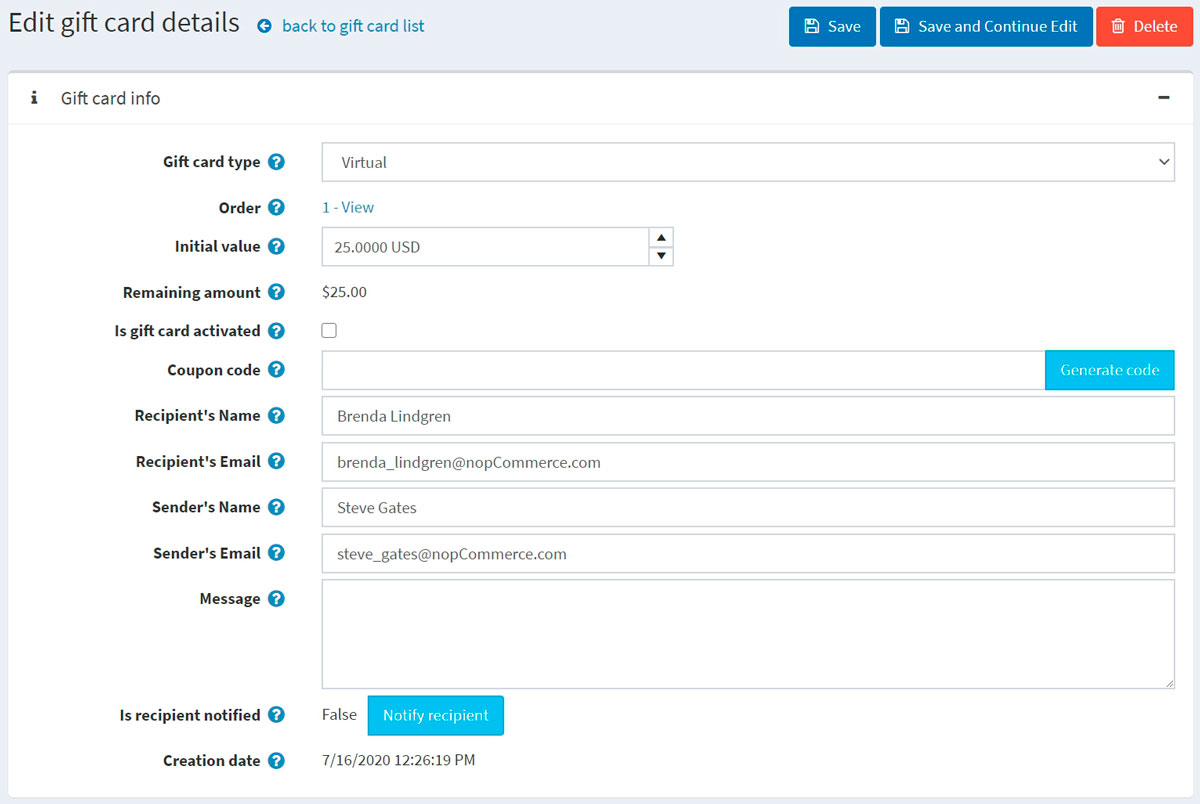 Edit gift card details back to gift card list Save Save and Continue Edit Delete
Gift card info
Gift card type Virtual
Order 1 - View
Initial value 25.0000 USD
Remaining amount $25.00
Is gift card activated
Coupon code Generate code
Recipient's Name Brenda Lindgren
Recipient's Email brenda_lindgren@nopCommerce.com
Sender's Name Steve Gates
Sender's Email steve_gates@nopCommerce.com
Message
Is recipient notified False Notify recipient
Creation date 7/16/2020 12:26:19 PM